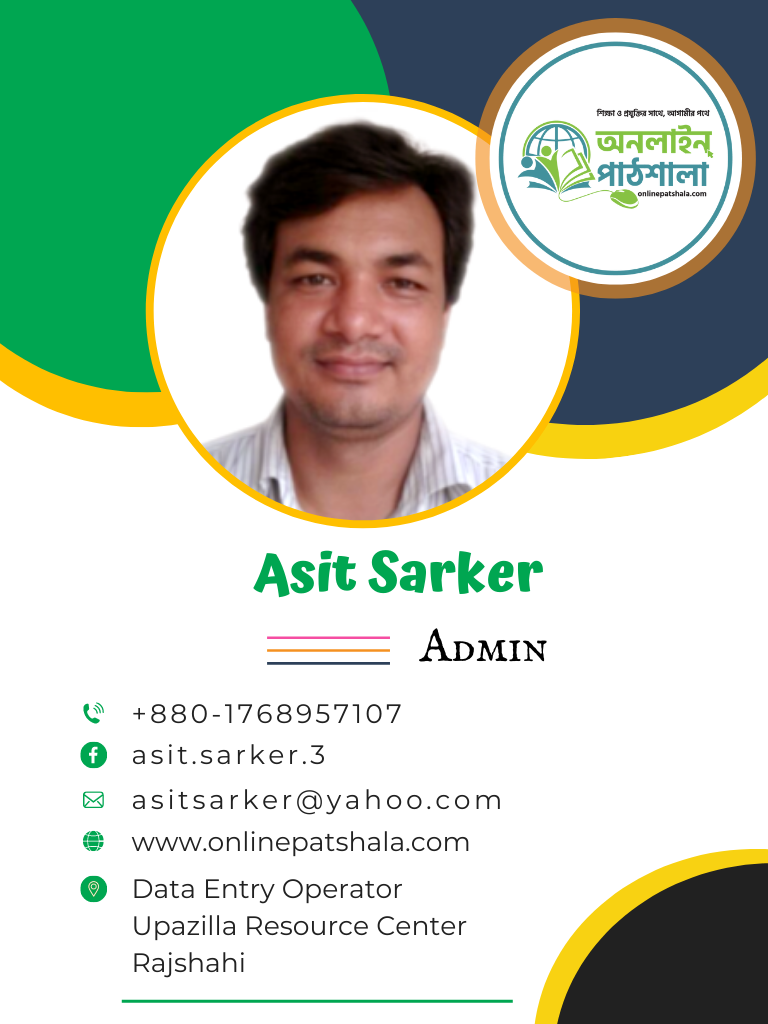 শিক্ষা ও প্রযুক্তির সাথে, আগামীর পথে
অনলাইন
পাঠশালা
onlinepatshala.com
Asit Sarker
Admin
+880-1768957107
asit.sarker.3
asitsarker@yahoo.com
www.onlinepatshala.com
Data Entry Operator
Upazilla Resource Center
Rajshahi